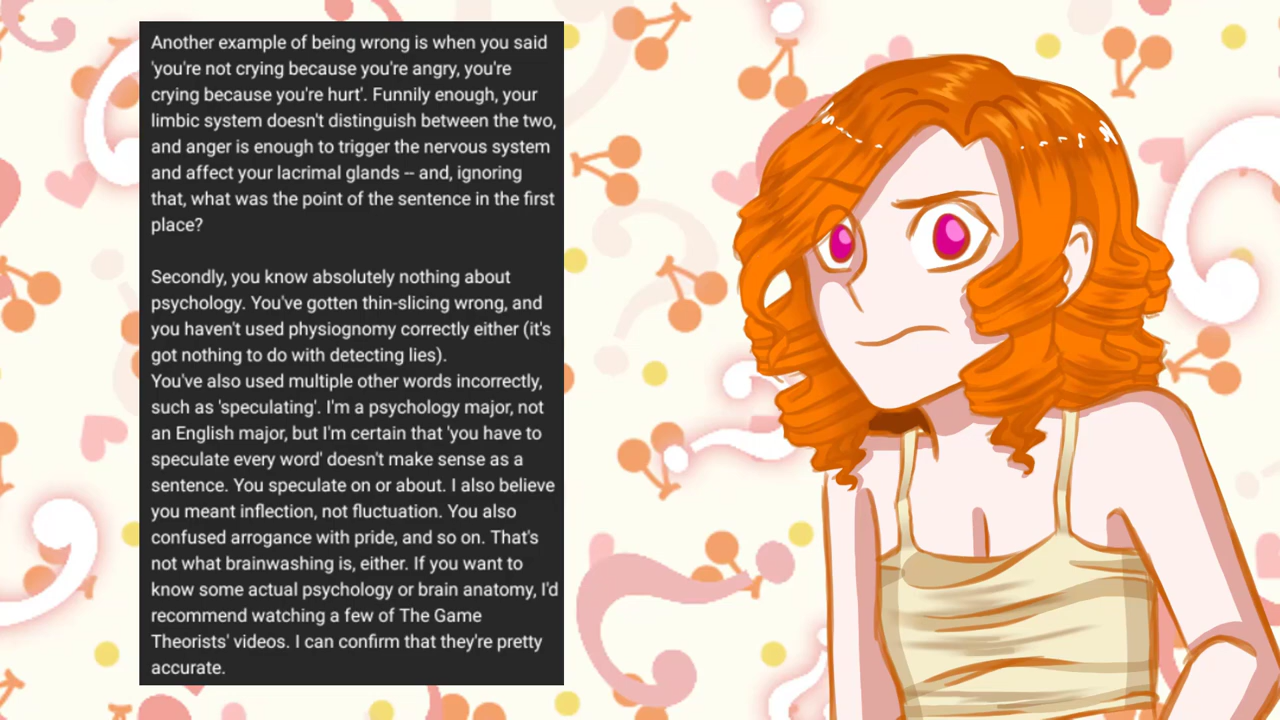 Another example of being wrong is when you said
'you're not crying because you're angry, you're
crying because you're hurt'. Funnily enough, your
limbic system doesn't distinguish between the two,
and anger is enough to trigger the nervous system
and affect your lacrimal glands -- and, ignoring
that, what was the point of the sentence in the first
place?
Secondly, you know absolutely nothing about
psychology. You've gotten thin-slicing wrong, and
you haven't used physiognomy correctly either (it's
got nothing to do with detecting lies).
You've also used multiple other words incorrectly,
such as 'speculating'. I'm a psychology major, not
an English major, but I'm certain that 'you have to
speculate every word' doesn't make sense as a
sentence. You speculate on or about. I also believe
you meant inflection, not fluctuation. You also
confused arrogance with pride, and so on. That's
not what brainwashing is, either. If you want to
know some actual psychology or brain anatomy, I'd
recommend watching a few of The Game
Theorists' videos. I can confirm that they're pretty
accurate.